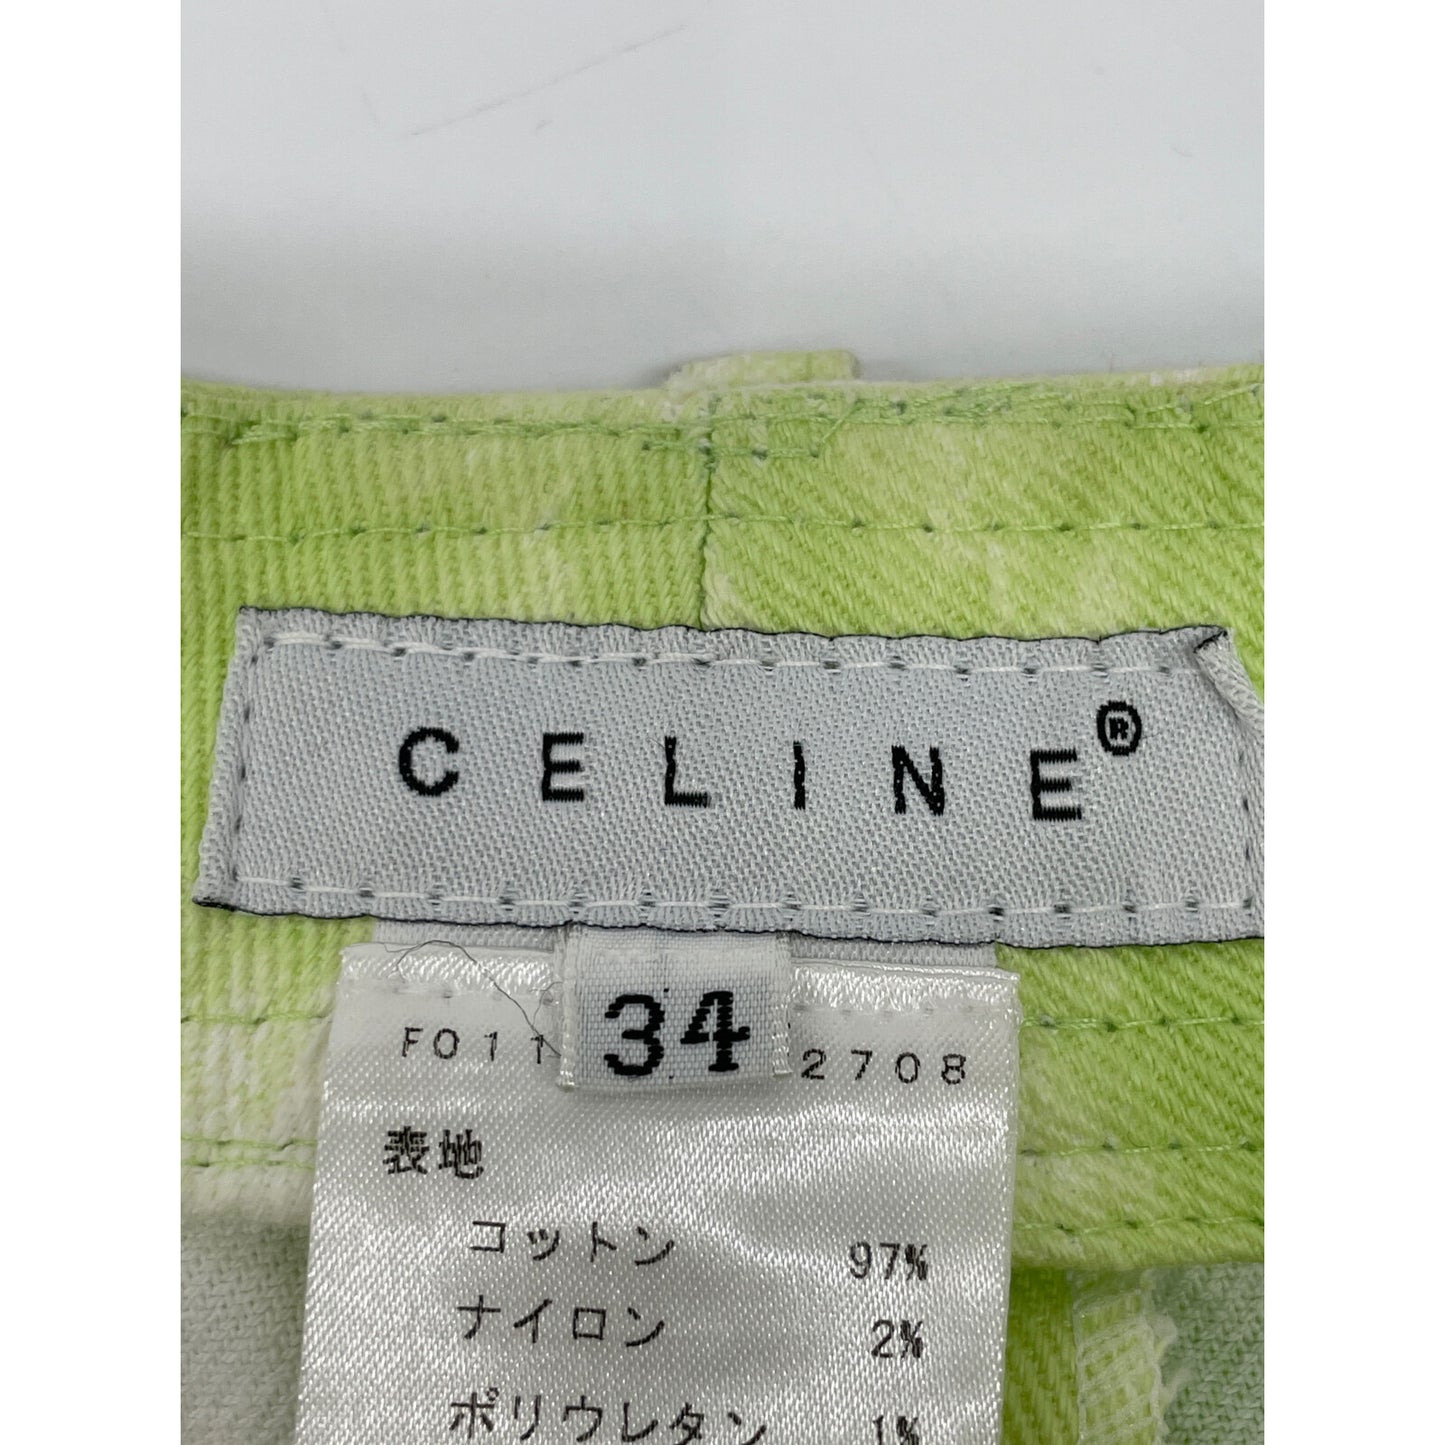 CELINE®
34
F011 2708
表地
コットン 97%
ナイロン 2%
ポリウレタン 1%